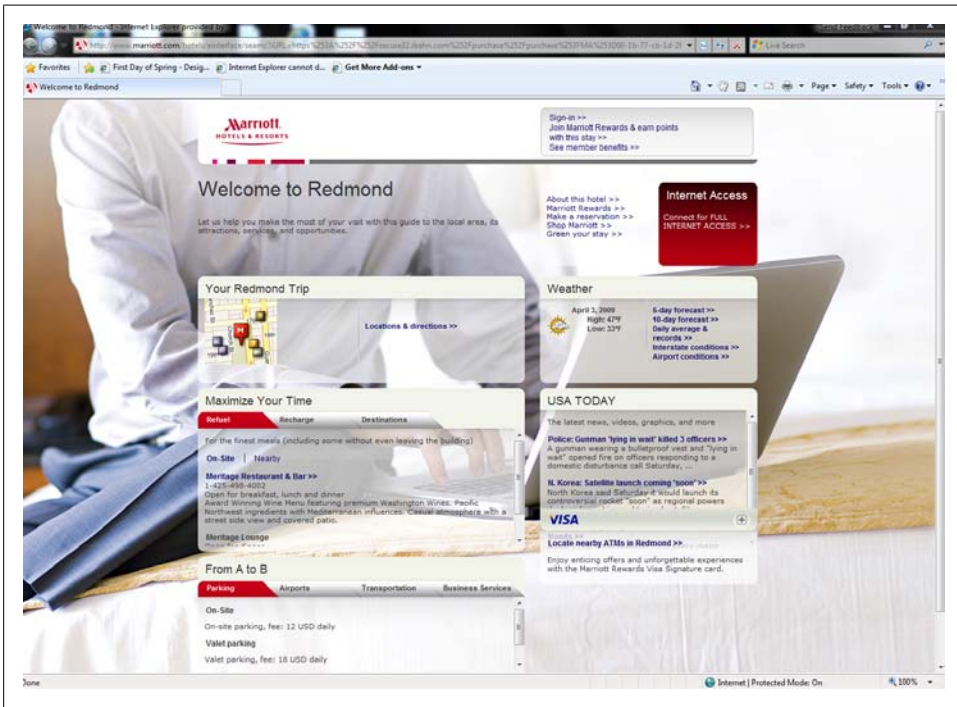 Welcome to Redmond - Internet Explorer provided by
Favorites
First Day of Spring - Desig...
Internet Explorer cannot d...
Get More Add-ons
Live Search
Welcome to Redmond
Page
Safety
Tools
Marriott
HOTELS & RESORTS
Sign-in >>
Join Marriott Rewards & earn points
with this stay >>
See member benefits >>
Welcome to Redmond
Let us help you make the most of your visit with this guide to the local area, its
attractions, services, and opportunities.
About this hotel >>
Marriott Rewards >>
Make a reservation >>
Shop Marriott >>
Green your stay >>
Internet Access
Connect for FULL
INTERNET ACCESS >>
Your Redmond Trip
Locations & directions >>
Weather
April 3, 2009
High: 47°F
Low: 33°F
5-day forecast >>
10-day forecast >>
Daily average &
records >>
Interstate conditions >>
Airport conditions >>
Maximize Your Time
Refuel
Recharge
Destinations
For the finest meals (including some without even leaving the building)
On-Site | Nearby
Meritage Restaurant & Bar >>
1-425-498-4002
Open for breakfast, lunch and dinner
Award Winning Wine Menu featuring premium Washington Wines. Pacific
Northwest ingredients with Mediterranean influences. Casual atmosphere with a
street side view and covered patio.
Meritage Lounge
USA TODAY
The latest news, videos, graphics, and more
Police: Gunman 'lying in wait' killed 3 officers >>
A gunman wearing a bulletproof vest and "lying in
wait" opened fire on officers responding to a
domestic disturbance call Saturday, ...
N. Korea: Satellite launch coming 'soon' >>
North Korea said Saturday it would launch its
controversial rocket "soon" as regional powers
VISA
Locate nearby ATMs in Redmond >>
Enjoy enticing offers and unforgettable experiences
with the Marriott Rewards Visa Signature card.
From A to B
Parking
Airports
Transportation
Business Services
On-Site
On-site parking, fee: 12 USD daily
Valet parking
Valet parking, fee: 18 USD daily
Done
Internet | Protected Mode: On
100%